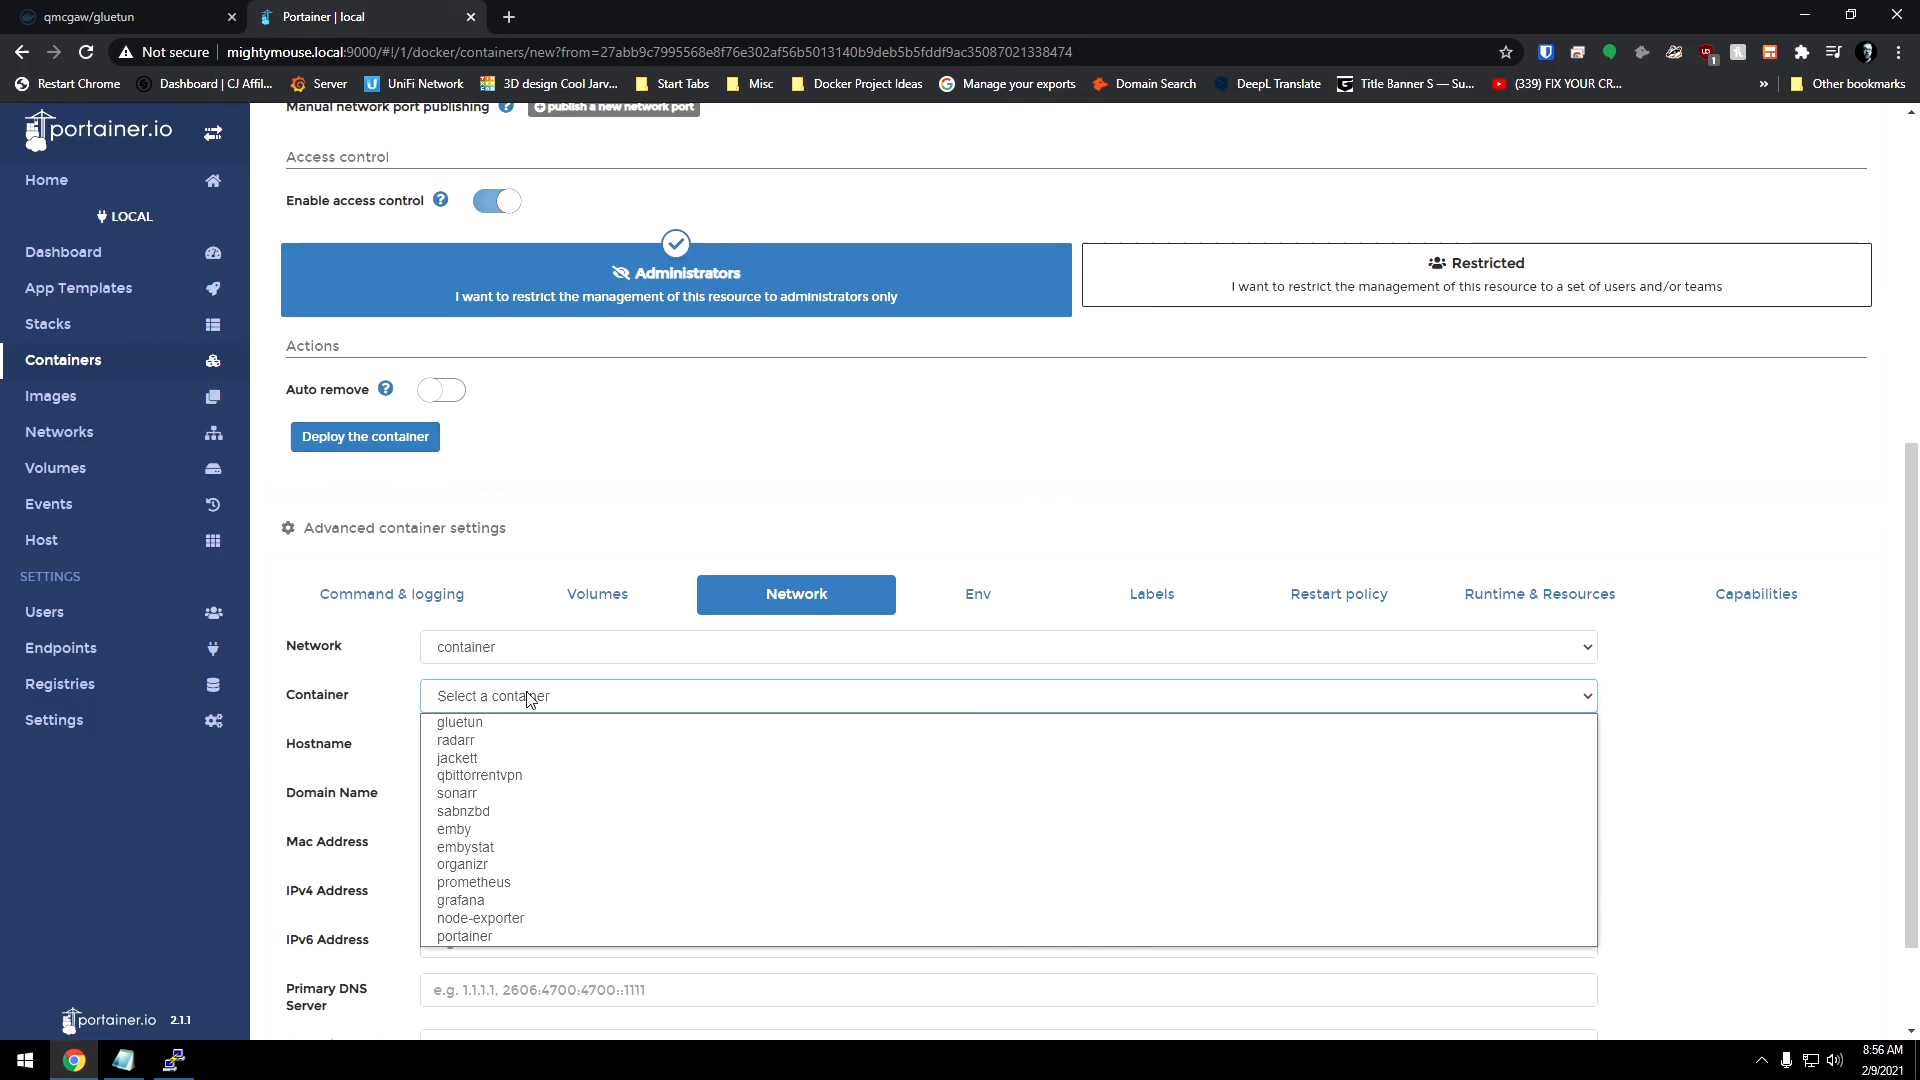 qmcgaw/gluetun
Portainer | local
Not secure
mightymouse.local:9000/#!/1/docker/containers/new?from=27abb9c7995568e8f76e302af56b5013140b9deb5b5fddf9ac35087021338474
1
Restart Chrome
Dashboard | CJ Affil...
Server
UniFi Network
3D design Cool Jarv...
Start Tabs
Misc
Docker Project Ideas
Manage your exports
Domain Search
DeepL Translate
Title Banner S — Su...
(339) FIX YOUR CR...
»
Other bookmarks
portainer.io
Home
LOCAL
Dashboard
App Templates
Stacks
Containers
Images
Networks
Volumes
Events
Host
SETTINGS
Users
Endpoints
Registries
Settings
portainer.io 2.1.1
Manual network port publishing
publish a new network port
Access control
Enable access control
Administrators
I want to restrict the management of this resource to administrators only
Restricted
I want to restrict the management of this resource to a set of users and/or teams
Actions
Auto remove
Deploy the container
Advanced container settings
Command & logging
Volumes
Network
Env
Labels
Restart policy
Runtime & Resources
Capabilities
Network
container
Container
Select a container
gluetun
radarr
jackett
qbittorrentvpn
sonarr
sabnzbd
emby
embystat
organizr
prometheus
grafana
node-exporter
portainer
Hostname
Domain Name
Mac Address
IPv4 Address
IPv6 Address
Primary DNS
Server
e.g. 1.1.1.1, 2606:4700:4700::1111
8:56 AM
2/9/2021